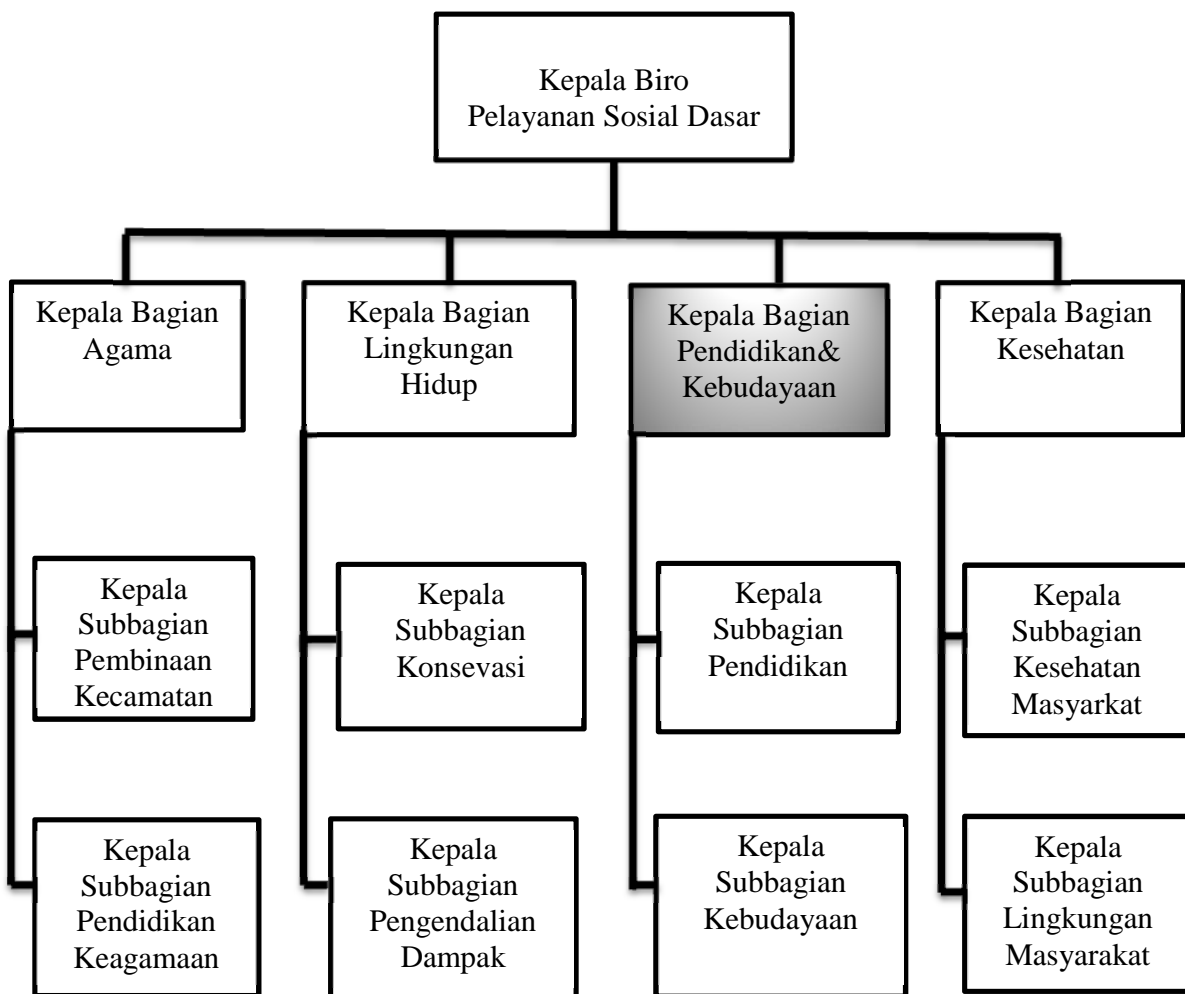 Kepala Biro
Pelayanan Sosial Dasar
Kepala Bagian
Agama
Kepala Bagian
Lingkungan
Hidup
Kepala Bagian
Pendidikan&
Kebudayaan
Kepala Bagian
Kesehatan
Kepala
Subbagian
Pembinaan
Kecamatan
Kepala
Subbagian
Konsevasi
Kepala
Subbagian
Pendidikan
Kepala
Subbagian
Kesehatan
Masyarkat
Kepala
Subbagian
Pendidikan
Keagamaan
Kepala
Subbagian
Pengendalian
Dampak
Kepala
Subbagian
Kebudayaan
Kepala
Subbagian
Lingkungan
Masyarakat